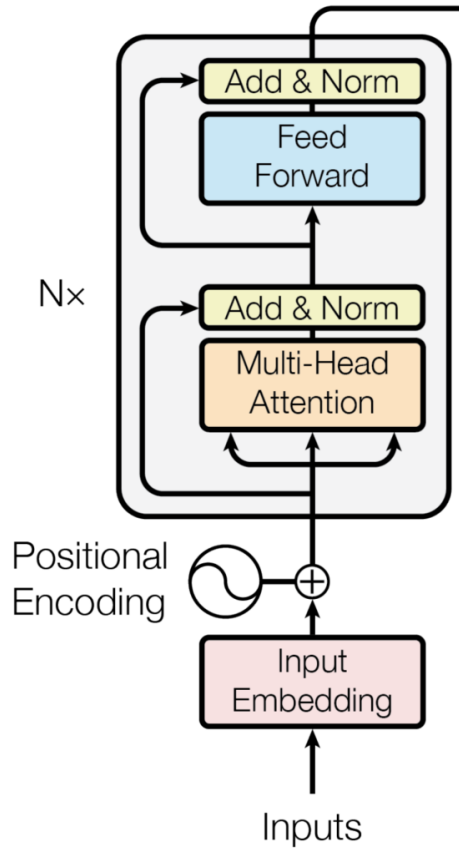 Add & Norm
Feed
Forward
Nx
Add & Norm
Multi-Head
Attention
Positional
Encoding
Input
Embedding
Inputs